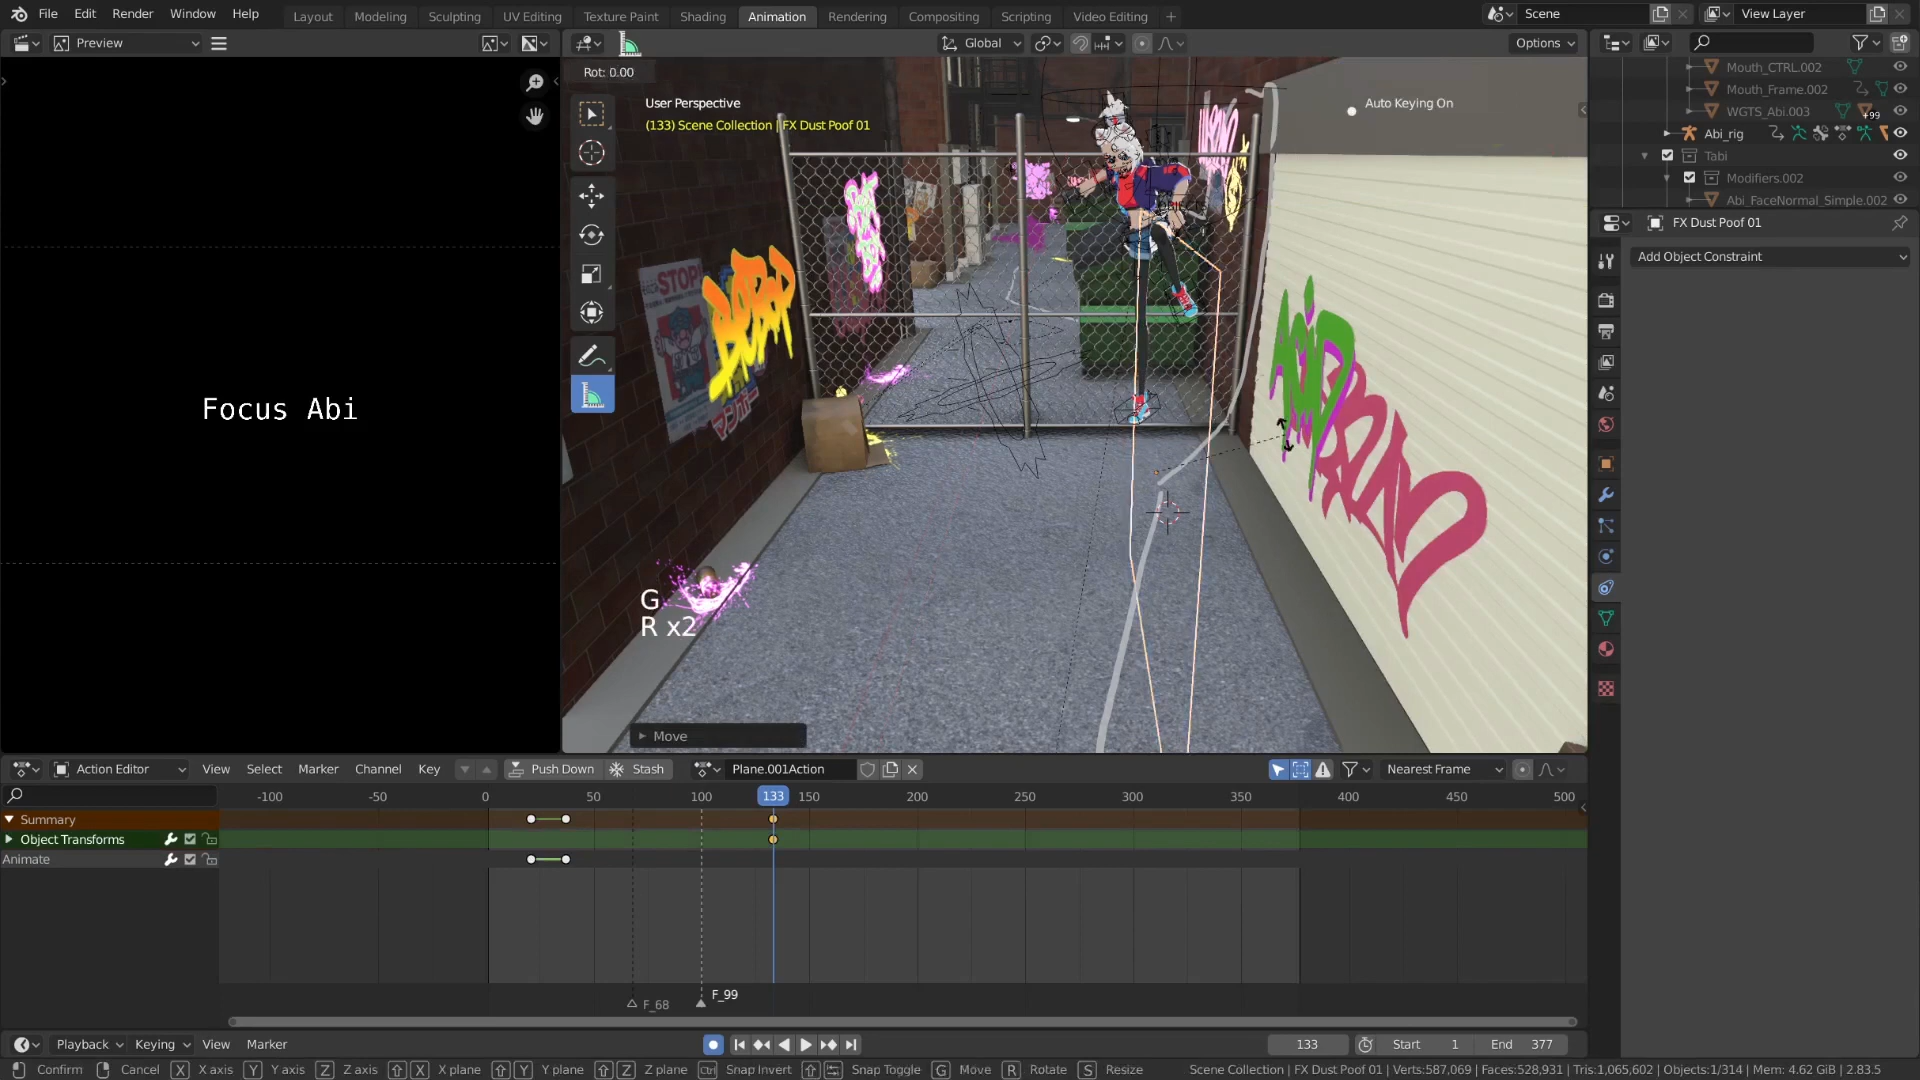 File Edit Render Window Help Layout Modeling Sculpting UV Editing Texture Paint Shading Animation Rendering Compositing Scripting Video Editing + Scene View Layer
Preview Global Options
Rot: 0.00
User Perspective
(133) Scene Collection | FX Dust Poof 01
Auto Keying On
Mouth_CTRL.002
Mouth_Frame.002
WGTS_Abi.003
+99
Abi_rig
Tabi
Modifiers.002
Abi_FaceNormal_Simple.002
FX Dust Poof 01
Add Object Constraint
Focus Abi
STOP!
マンボー
G
R x2
Move
Action Editor View Select Marker Channel Key Push Down Stash Plane.001Action Nearest Frame
-100 -50 0 50 100 133 150 200 250 300 350 400 450 500
Summary
Object Transforms
Animate
F_68
F_99
Playback Keying View Marker 133 Start 1 End 377
Confirm Cancel X X axis Y Y axis Z Z axis X X plane Y Y plane Z Z plane Ctrl Snap Invert Snap Toggle G Move R Rotate S Resize Scene Collection | FX Dust Poof 01 | Verts:587,069 | Faces:528,931 | Tris:1,065,602 | Objects:1/314 | Mem: 4.62 GiB | 2.83.5